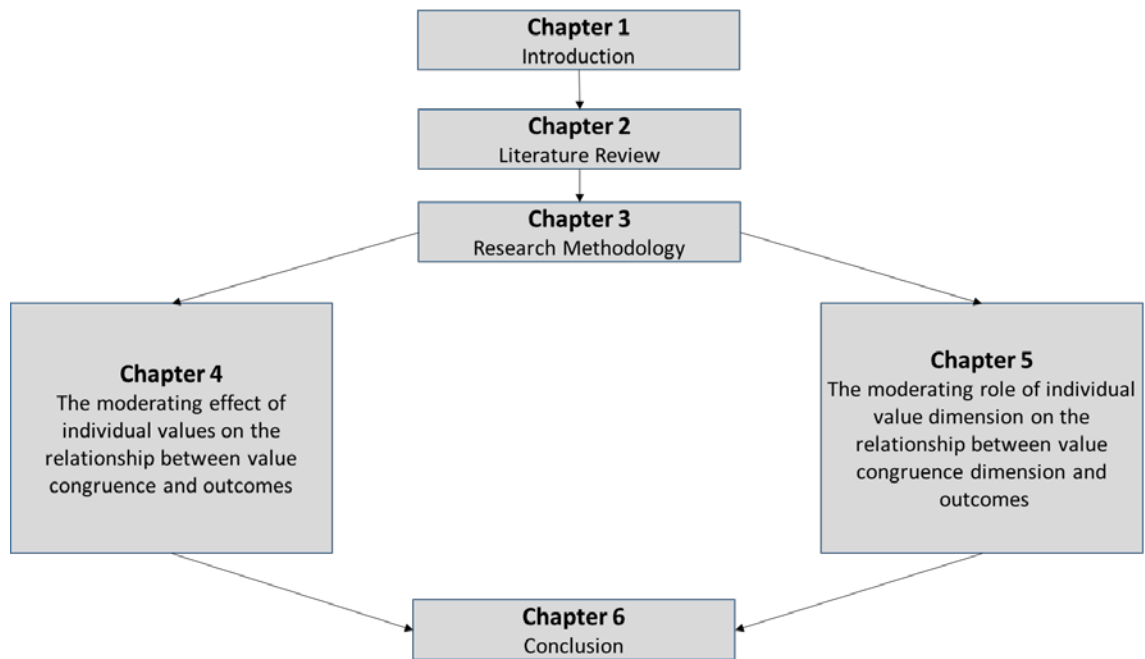 Chapter 1
Introduction
Chapter 2
Literature Review
Chapter 3
Research Methodology
Chapter 4
The moderating effect of
individual values on the
relationship between value
congruence and outcomes
Chapter 5
The moderating role of individual
value dimension on the
relationship between value
congruence dimension and
outcomes
Chapter 6
Conclusion